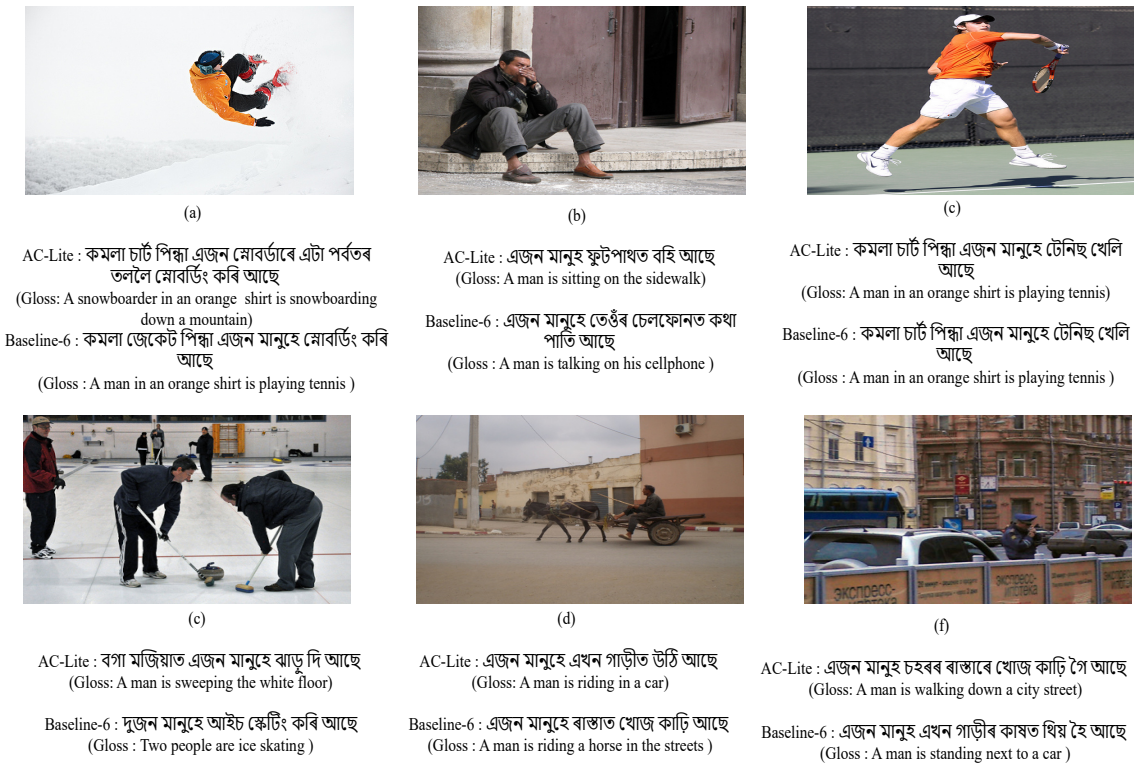 (a)
AC-Lite : কমলা চাৰ্ট পিন্ধা এজন স্নোবৰ্ডাৰে এটা পৰ্বতৰ
তললৈ স্নোবৰ্ডিং কৰি আছে
(Gloss: A snowboarder in an orange shirt is snowboarding
down a mountain)
Baseline-6 : কমলা জেকেট পিন্ধা এজন মানুহে স্নোবৰ্ডিং কৰি
আছে
(Gloss : A man in an orange shirt is playing tennis )
(b)
AC-Lite : এজন মানুহ ফুটপাথত বহি আছে
(Gloss: A man is sitting on the sidewalk)
Baseline-6 : এজন মানুহে তেওঁৰ চেলফোনত কথা
পাতি আছে
(Gloss : A man is talking on his cellphone )
(c)
AC-Lite : কমলা চাৰ্ট পিন্ধা এজন মানুহে টেনিছ খেলি
আছে
(Gloss: A man in an orange shirt is playing tennis)
Baseline-6 : কমলা চাৰ্ট পিন্ধা এজন মানুহে টেনিছ খেলি
আছে
(Gloss : A man in an orange shirt is playing tennis )
(c)
AC-Lite : বগা মজিয়াত এজন মানুহে ঝাড়ু দি আছে
(Gloss: A man is sweeping the white floor)
Baseline-6 : দুজন মানুহে আইচ স্কেটিং কৰি আছে
(Gloss : Two people are ice skating )
(d)
AC-Lite : এজন মানুহে এখন গাড়ীত উঠি আছে
(Gloss: A man is riding in a car)
Baseline-6 : এজন মানুহে ৰাস্তাত খোজ কাঢ়ি আছে
(Gloss : A man is riding a horse in the streets )
ЭКСПРЕСС-
ипотека
(f)
AC-Lite : এজন মানুহ চহৰৰ ৰাস্তাৰে খোজ কাঢ়ি গৈ আছে
(Gloss: A man is walking down a city street)
Baseline-6 : এজন মানুহ এখন গাড়ীৰ কাষত থিয় হৈ আছে
(Gloss : A man is standing next to a car )